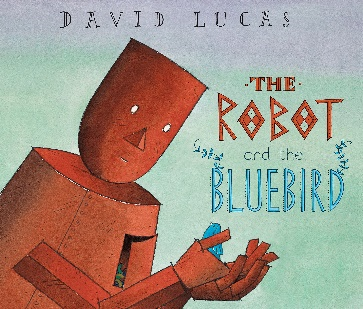 DAVID LUCAS
·THE·
ROBOT
and the
BLUEBIRD